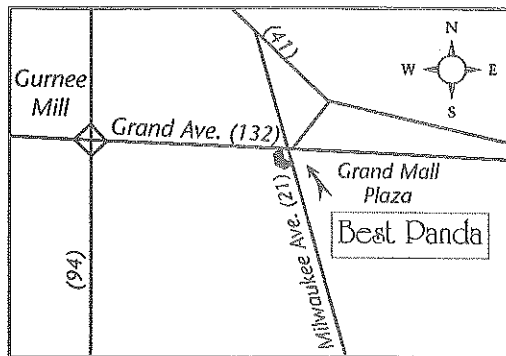 (41)
N
W E
S
Gurnee
Mill
Grand Ave. (132)
Grand Mall
Plaza
Best Panda
Milwaukee Ave. (21)
(94)